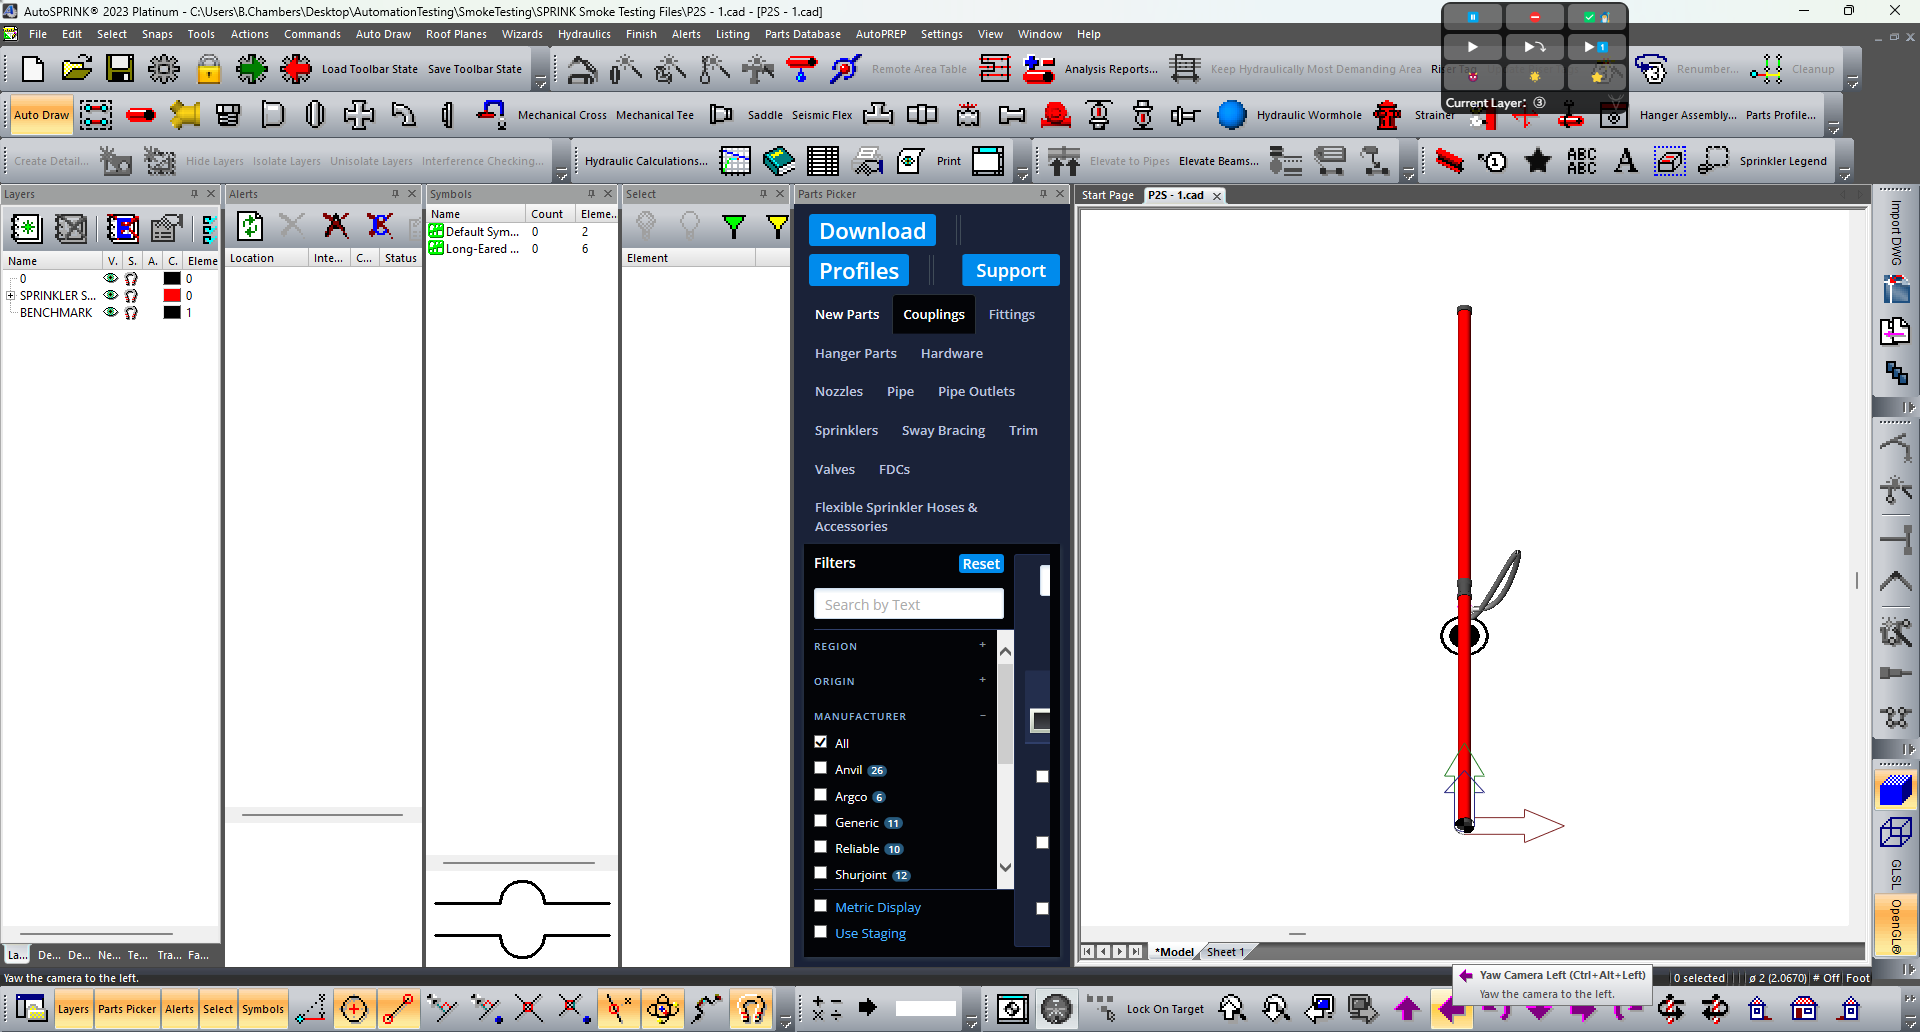 AutoSPRINK® 2023 Platinum - C:\Users\B.Chambers\Desktop\AutomationTesting\SmokeTesting\SPRINK Smoke Testing Files\P2S - 1.cad - [P2S - 1.cad]
File Edit Select Snaps Tools Actions Commands Auto Draw Roof Planes Wizards Hydraulics Finish Alerts Listing Parts Database AutoPREP Settings View Window Help
Load Toolbar State Save Toolbar State Remote Area Table Analysis Reports... Keep Hydraulically Most Demanding Area Renumber... Cleanup
Current Layer: ③
Auto Draw Mechanical Cross Mechanical Tee Saddle Seismic Flex Hydraulic Wormhole Strainer Hanger Assembly... Parts Profile...
Create Detail... Hide Layers Isolate Layers Unisolate Layers Interference Checking... Hydraulic Calculations... Print Elevate to Pipes Elevate Beams... Sprinkler Legend
Layers Alerts Symbols Select Parts Picker Start Page P2S - 1.cad
Name V. S. A. C. Eleme
0 0
SPRINKLER S... 0
BENCHMARK 1
Location Inte... C... Status
Name Count Eleme...
Default Sym... 0 2
Long-Eared ... 0 6
Element
Download
Profiles Support
New Parts Couplings Fittings
Hanger Parts Hardware
Nozzles Pipe Pipe Outlets
Sprinklers Sway Bracing Trim
Valves FDCs
Flexible Sprinkler Hoses &
Accessories
Filters Reset
Search by Text
REGION +
ORIGIN +
MANUFACTURER −
All
Anvil 26
Argco 6
Generic 11
Reliable 10
Shurjoint 12
Metric Display
Use Staging
Import DWG
GLSL
OpenGL®
La... De... De... Ne... Te... Tra... Fa...
*Model Sheet 1
Yaw the camera to the left.
Yaw Camera Left (Ctrl+Alt+Left)
Yaw the camera to the left.
0 selected ø 2 (2.0670) # Off Foot
Layers Parts Picker Alerts Select Symbols Lock On Target